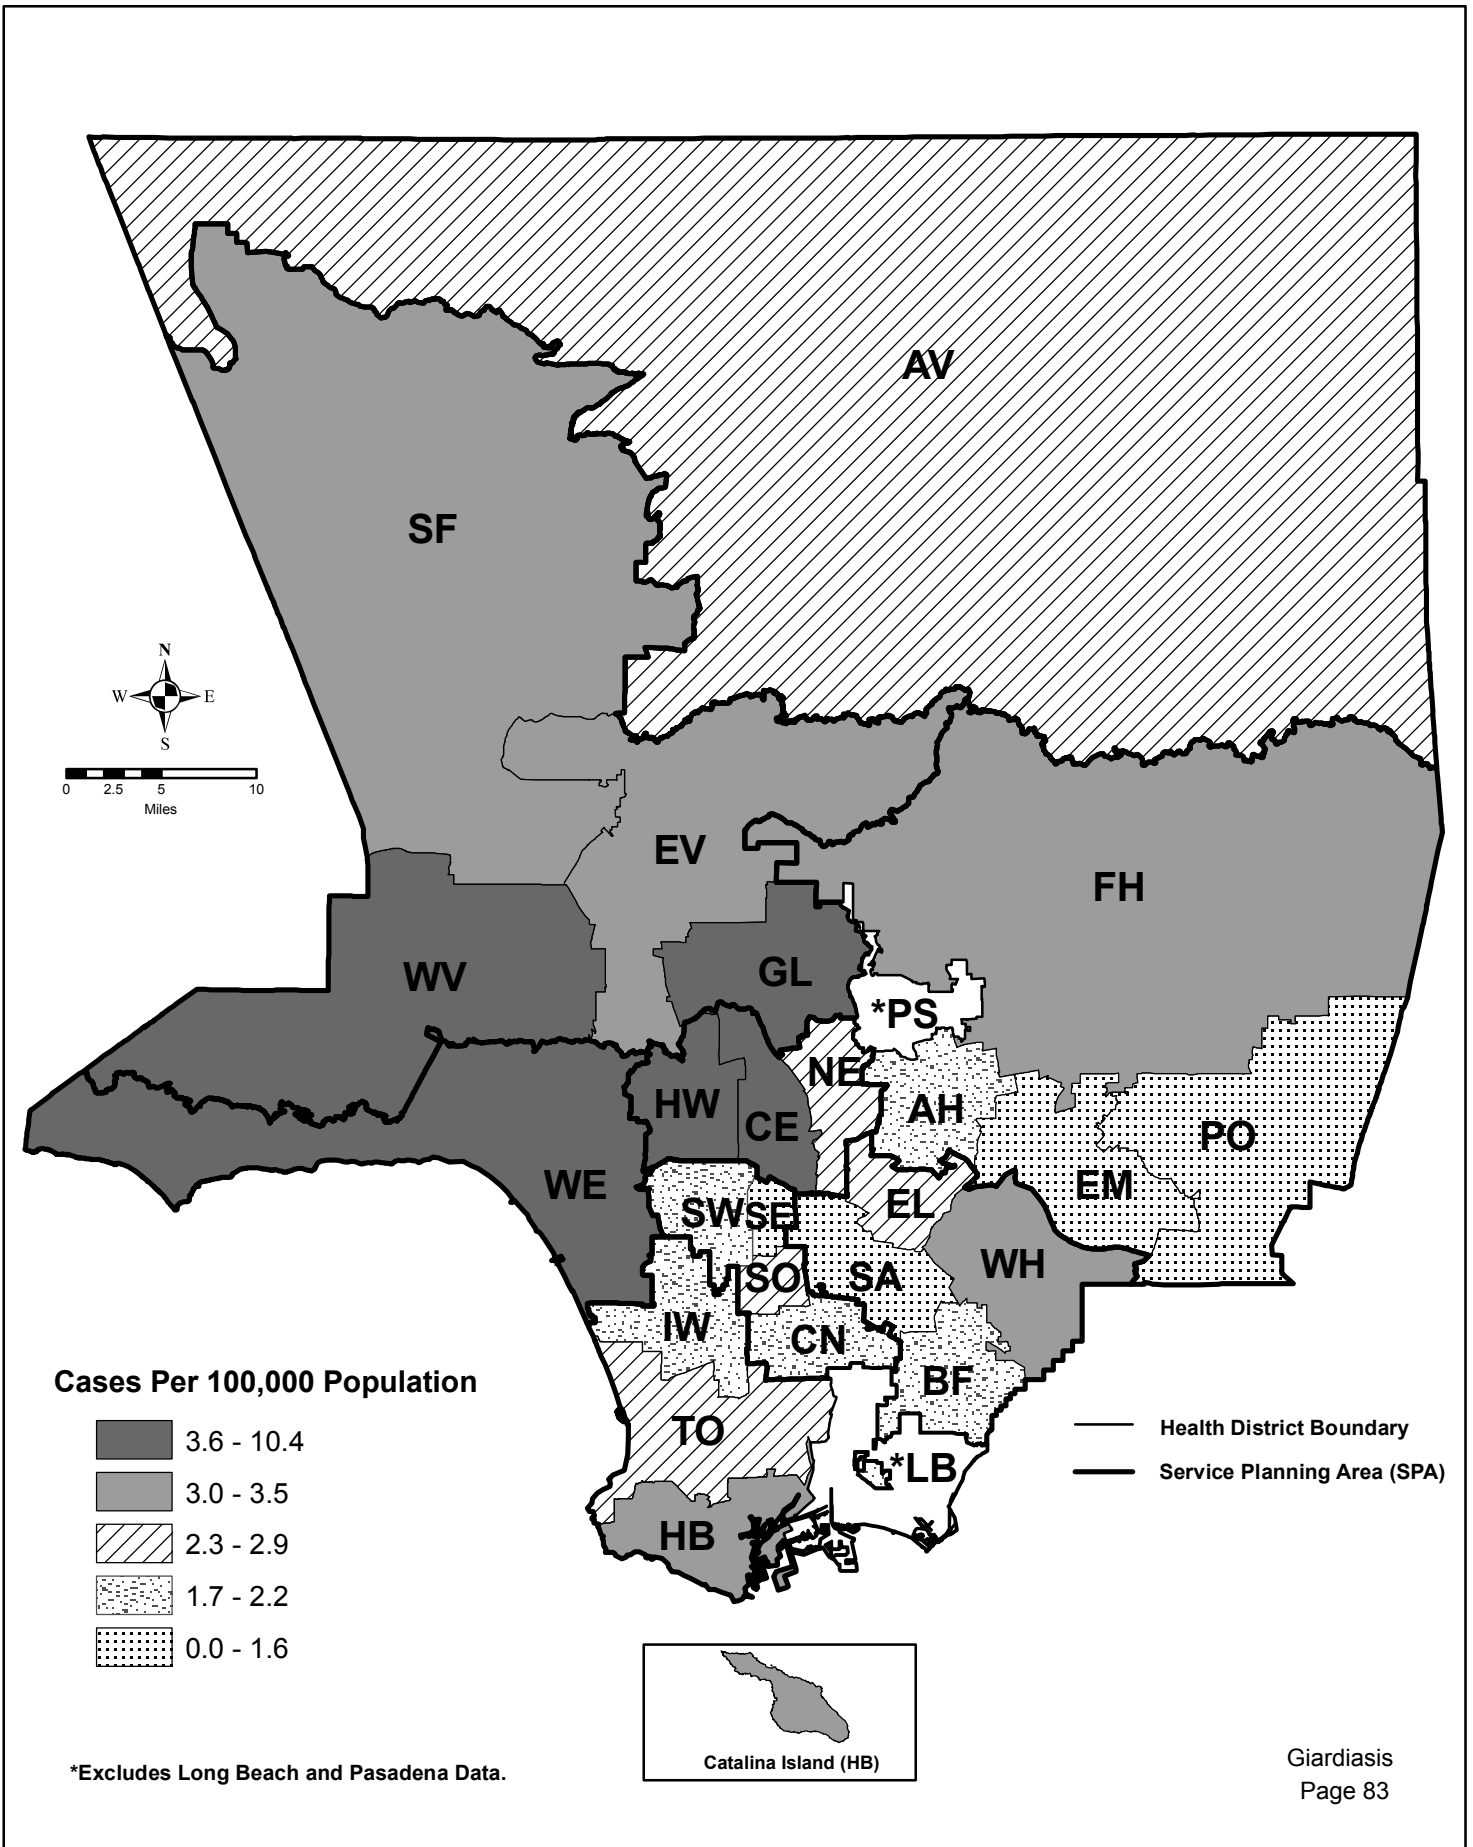 AV
SF
N
W E
S
0 2.5 5 10
Miles
EV
FH
WV
GL
*PS
NE
HW
AH
CE
PO
WE
EM
SW
SE
EL
WH
SO
SA
IW
CN
Cases Per 100,000 Population
BF
3.6 - 10.4
TO
Health District Boundary
*LB
Service Planning Area (SPA)
3.0 - 3.5
HB
2.3 - 2.9
1.7 - 2.2
0.0 - 1.6
Catalina Island (HB)
*Excludes Long Beach and Pasadena Data.
Giardiasis
Page 83